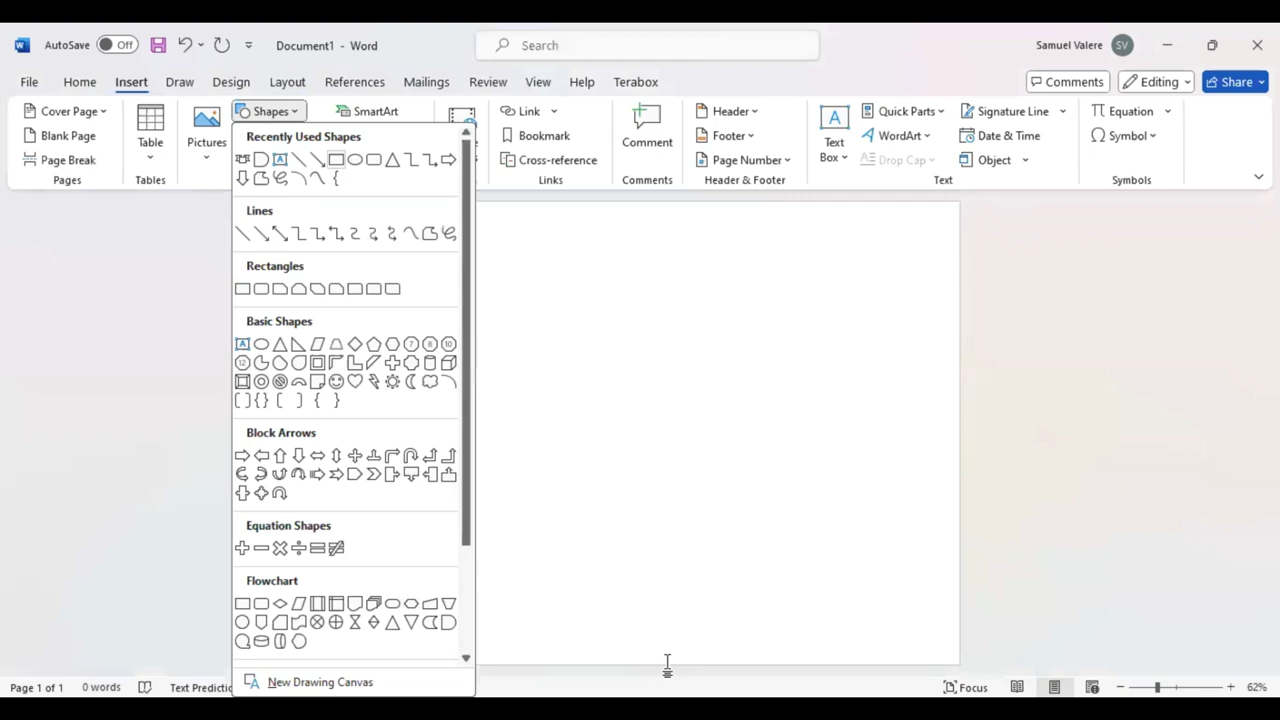 AutoSave Off Document1 - Word Search Samuel Valere SV
File Home Insert Draw Design Layout References Mailings Review View Help Terabox Comments Editing Share
Cover Page Shapes SmartArt Link Header Quick Parts Signature Line Equation
Blank Page Bookmark Footer WordArt Date & Time Symbol
Page Break Table Pictures Cross-reference Comment Page Number Text Box Drop Cap Object
Pages Tables Links Comments Header & Footer Text Symbols
Recently Used Shapes
Lines
Rectangles
Basic Shapes
Block Arrows
Equation Shapes
Flowchart
New Drawing Canvas
Page 1 of 1 0 words Text Predictio Focus 62%